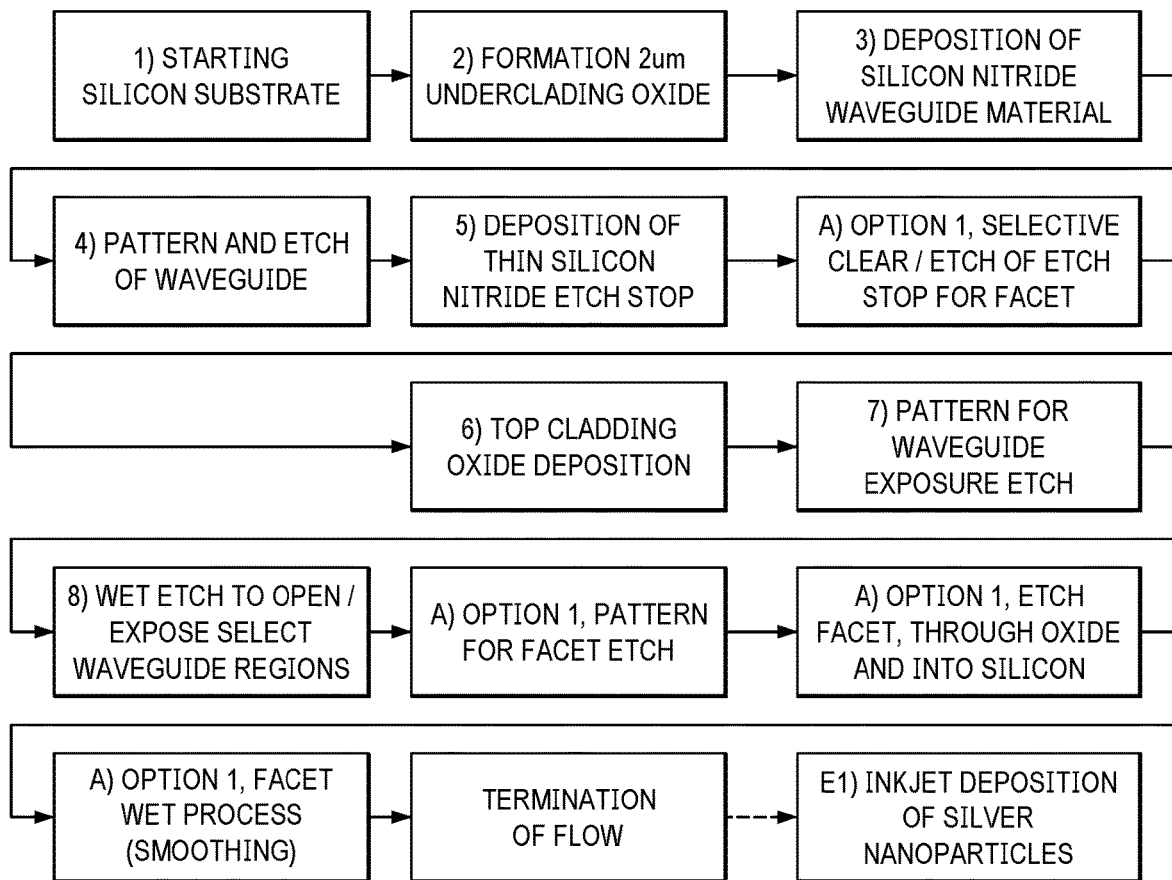 1) STARTING
SILICON SUBSTRATE
2) FORMATION 2um
UNDERCLADING OXIDE
3) DEPOSITION OF
SILICON NITRIDE
WAVEGUIDE MATERIAL
4) PATTERN AND ETCH
OF WAVEGUIDE
5) DEPOSITION OF
THIN SILICON
NITRIDE ETCH STOP
A) OPTION 1, SELECTIVE
CLEAR / ETCH OF ETCH
STOP FOR FACET
6) TOP CLADDING
OXIDE DEPOSITION
7) PATTERN FOR
WAVEGUIDE
EXPOSURE ETCH
8) WET ETCH TO OPEN /
EXPOSE SELECT
WAVEGUIDE REGIONS
A) OPTION 1, PATTERN
FOR FACET ETCH
A) OPTION 1, ETCH
FACET, THROUGH OXIDE
AND INTO SILICON
A) OPTION 1, FACET
WET PROCESS
(SMOOTHING)
TERMINATION
OF FLOW
E1) INKJET DEPOSITION
OF SILVER
NANOPARTICLES